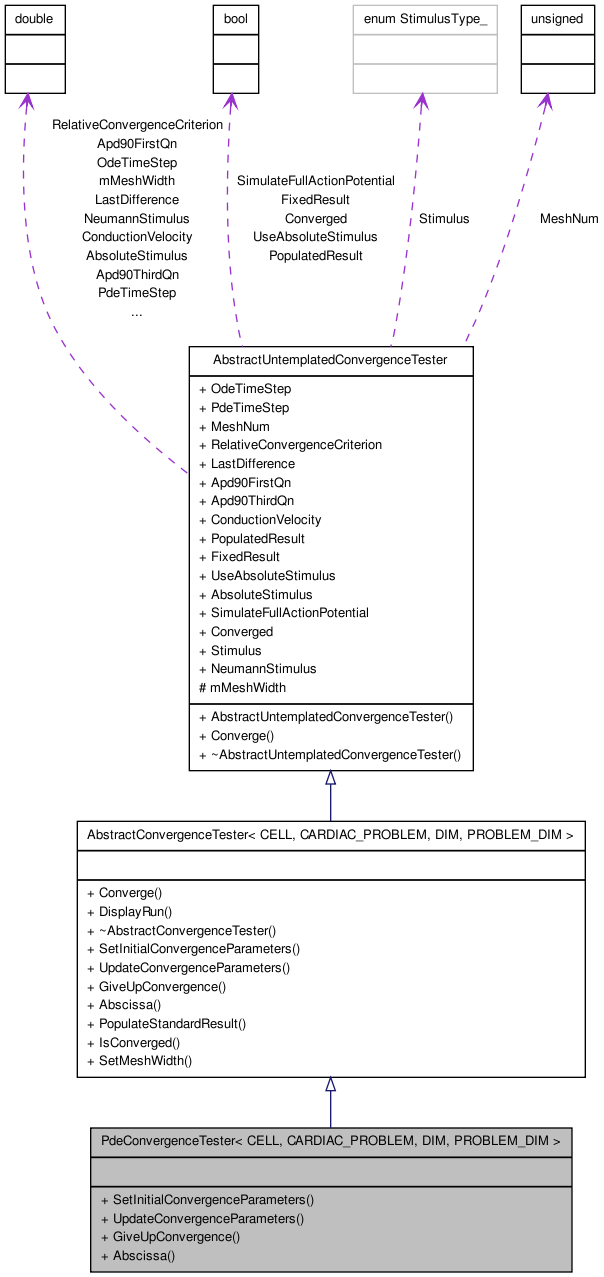 double
bool
enum StimulusType_
unsigned
RelativeConvergenceCriterion
Apd90FirstQn
OdeTimeStep
mMeshWidth
LastDifference
NeumannStimulus
ConductionVelocity
AbsoluteStimulus
Apd90ThirdQn
PdeTimeStep
...
SimulateFullActionPotential
FixedResult
Converged
UseAbsoluteStimulus
PopulatedResult
Stimulus
MeshNum
AbstractUntemplatedConvergenceTester
+ OdeTimeStep
+ PdeTimeStep
+ MeshNum
+ RelativeConvergenceCriterion
+ LastDifference
+ Apd90FirstQn
+ Apd90ThirdQn
+ ConductionVelocity
+ PopulatedResult
+ FixedResult
+ UseAbsoluteStimulus
+ AbsoluteStimulus
+ SimulateFullActionPotential
+ Converged
+ Stimulus
+ NeumannStimulus
# mMeshWidth
+ AbstractUntemplatedConvergenceTester()
+ Converge()
+ ~AbstractUntemplatedConvergenceTester()
AbstractConvergenceTester< CELL, CARDIAC_PROBLEM, DIM, PROBLEM_DIM >
+ Converge()
+ DisplayRun()
+ ~AbstractConvergenceTester()
+ SetInitialConvergenceParameters()
+ UpdateConvergenceParameters()
+ GiveUpConvergence()
+ Abscissa()
+ PopulateStandardResult()
+ IsConverged()
+ SetMeshWidth()
PdeConvergenceTester< CELL, CARDIAC_PROBLEM, DIM, PROBLEM_DIM >
+ SetInitialConvergenceParameters()
+ UpdateConvergenceParameters()
+ GiveUpConvergence()
+ Abscissa()